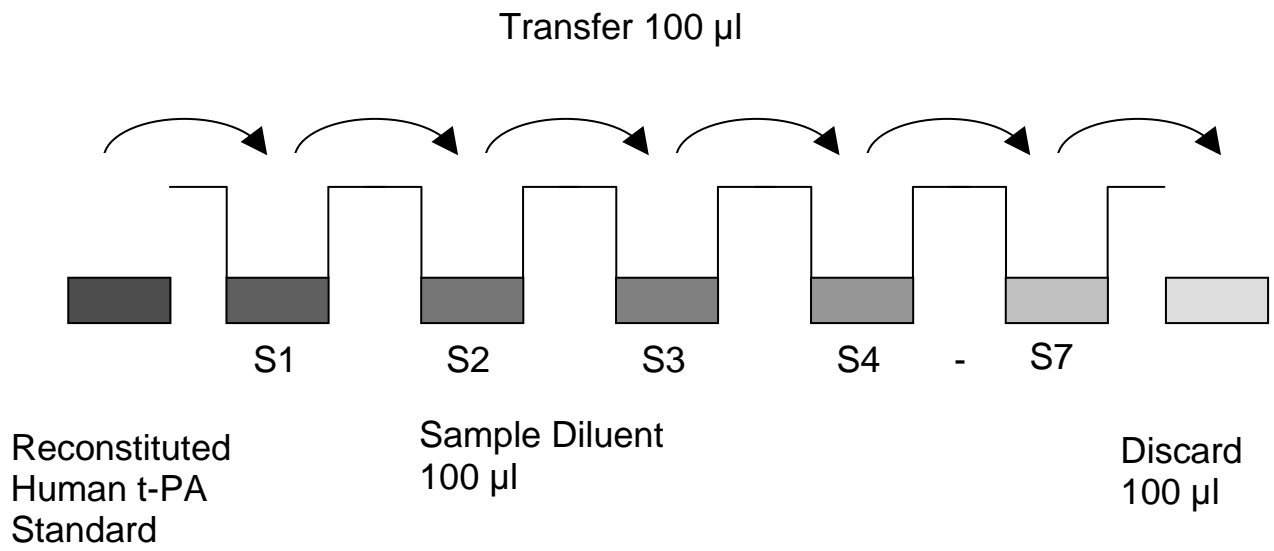 Transfer 100 µl
S1 S2 S3 S4 - S7
Reconstituted
Human t-PA
Standard
Sample Diluent
100 µl
Discard
100 µl